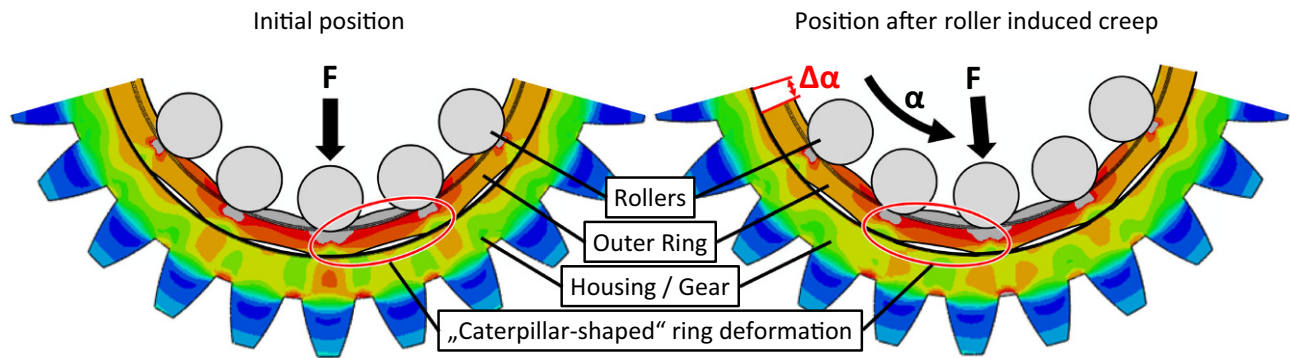 Initial position
Position after roller induced creep
F
Δα
α
F
Rollers
Outer Ring
Housing / Gear
„Caterpillar-shaped“ ring deformation